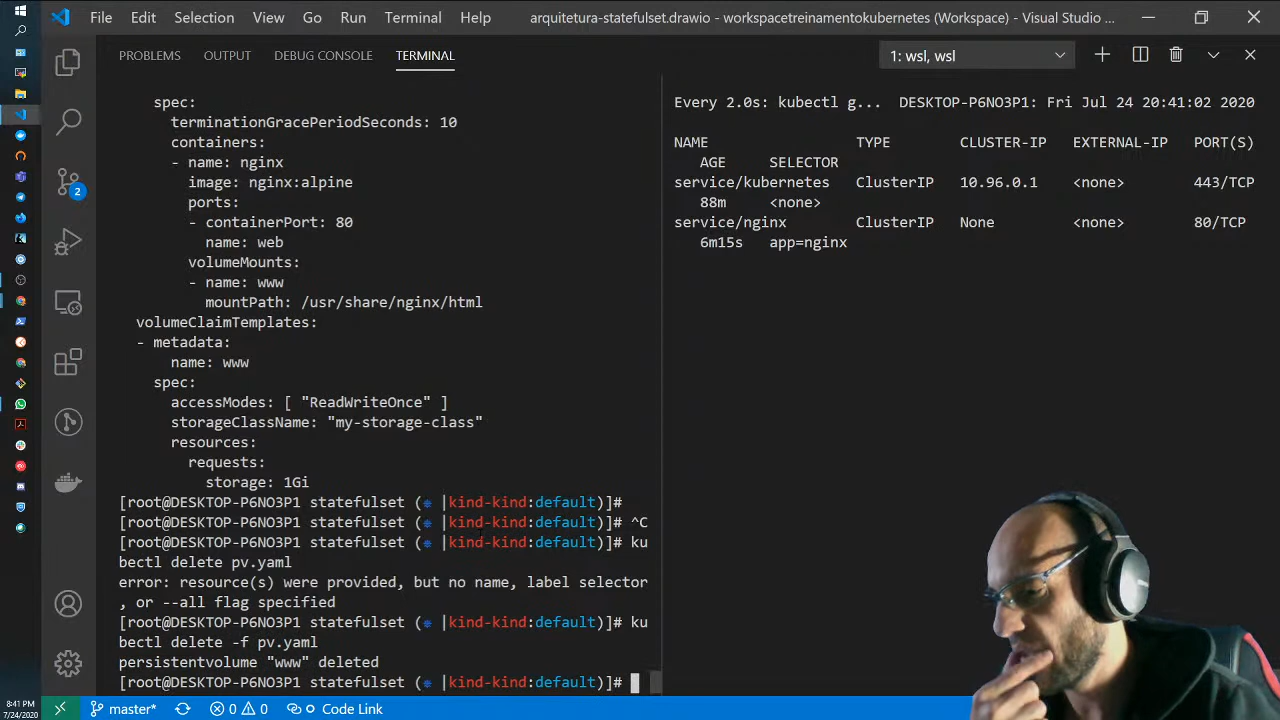 File Edit Selection View Go Run Terminal Help arquitetura-statefulset.drawio - workspacetreinamentokubernetes (Workspace) - Visual Studio ...
PROBLEMS OUTPUT DEBUG CONSOLE TERMINAL 1: wsl, wsl
spec:
terminationGracePeriodSeconds: 10
containers:
- name: nginx
image: nginx:alpine
ports:
- containerPort: 80
name: web
volumeMounts:
- name: www
mountPath: /usr/share/nginx/html
volumeClaimTemplates:
- metadata:
name: www
spec:
accessModes: [ "ReadWriteOnce" ]
storageClassName: "my-storage-class"
resources:
requests:
storage: 1Gi
[root@DESKTOP-P6NO3P1 statefulset (⎈ |kind-kind:default)]#
[root@DESKTOP-P6NO3P1 statefulset (⎈ |kind-kind:default)]# ^C
[root@DESKTOP-P6NO3P1 statefulset (⎈ |kind-kind:default)]# ku
bectl delete pv.yaml
error: resource(s) were provided, but no name, label selector
, or --all flag specified
[root@DESKTOP-P6NO3P1 statefulset (⎈ |kind-kind:default)]# ku
bectl delete -f pv.yaml
persistentvolume "www" deleted
[root@DESKTOP-P6NO3P1 statefulset (⎈ |kind-kind:default)]#
Every 2.0s: kubectl g... DESKTOP-P6NO3P1: Fri Jul 24 20:41:02 2020
NAME TYPE CLUSTER-IP EXTERNAL-IP PORT(S)
AGE SELECTOR
service/kubernetes ClusterIP 10.96.0.1 <none> 443/TCP
88m <none>
service/nginx ClusterIP None <none> 80/TCP
6m15s app=nginx
2
master* 0 0 Code Link
8:41 PM
7/24/2020